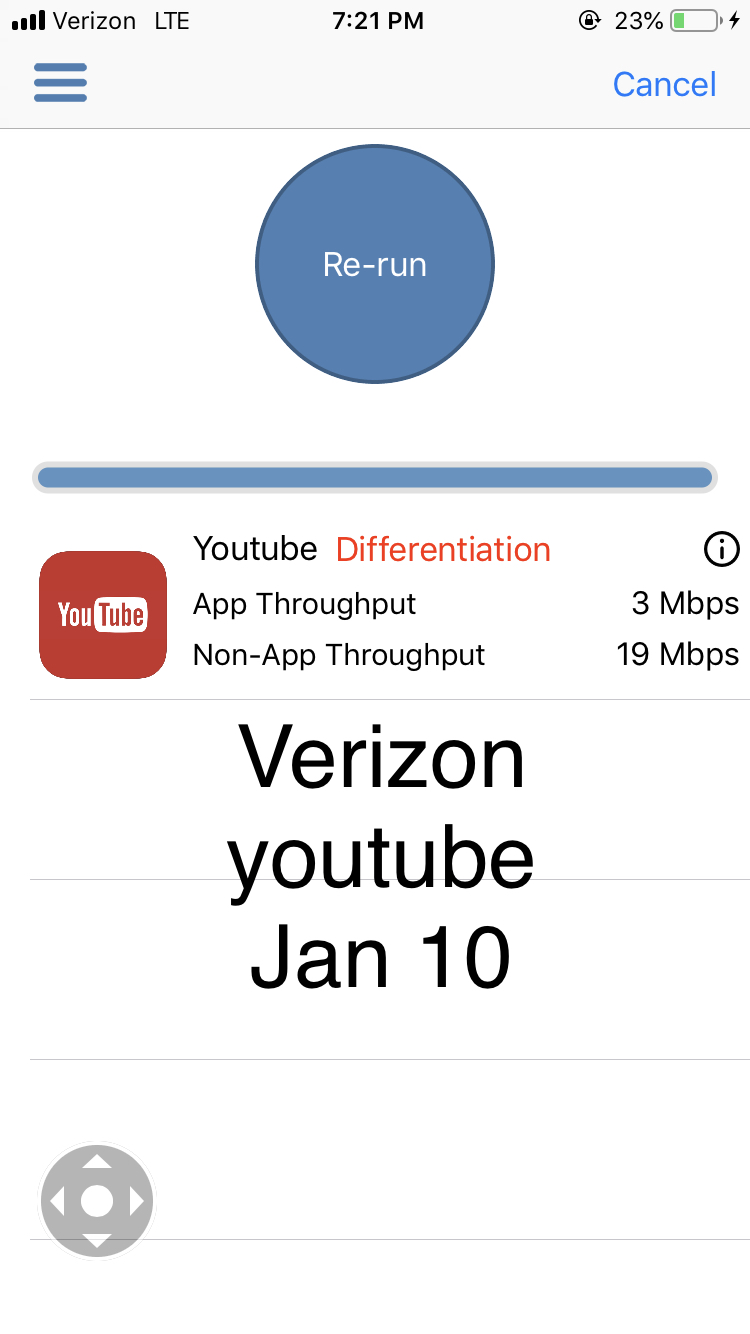 Verizon LTE 7:21 PM 23%
Cancel
Re-run
Youtube Differentiation
YouTube
App Throughput 3 Mbps
Non-App Throughput 19 Mbps
Verizon
youtube
Jan 10